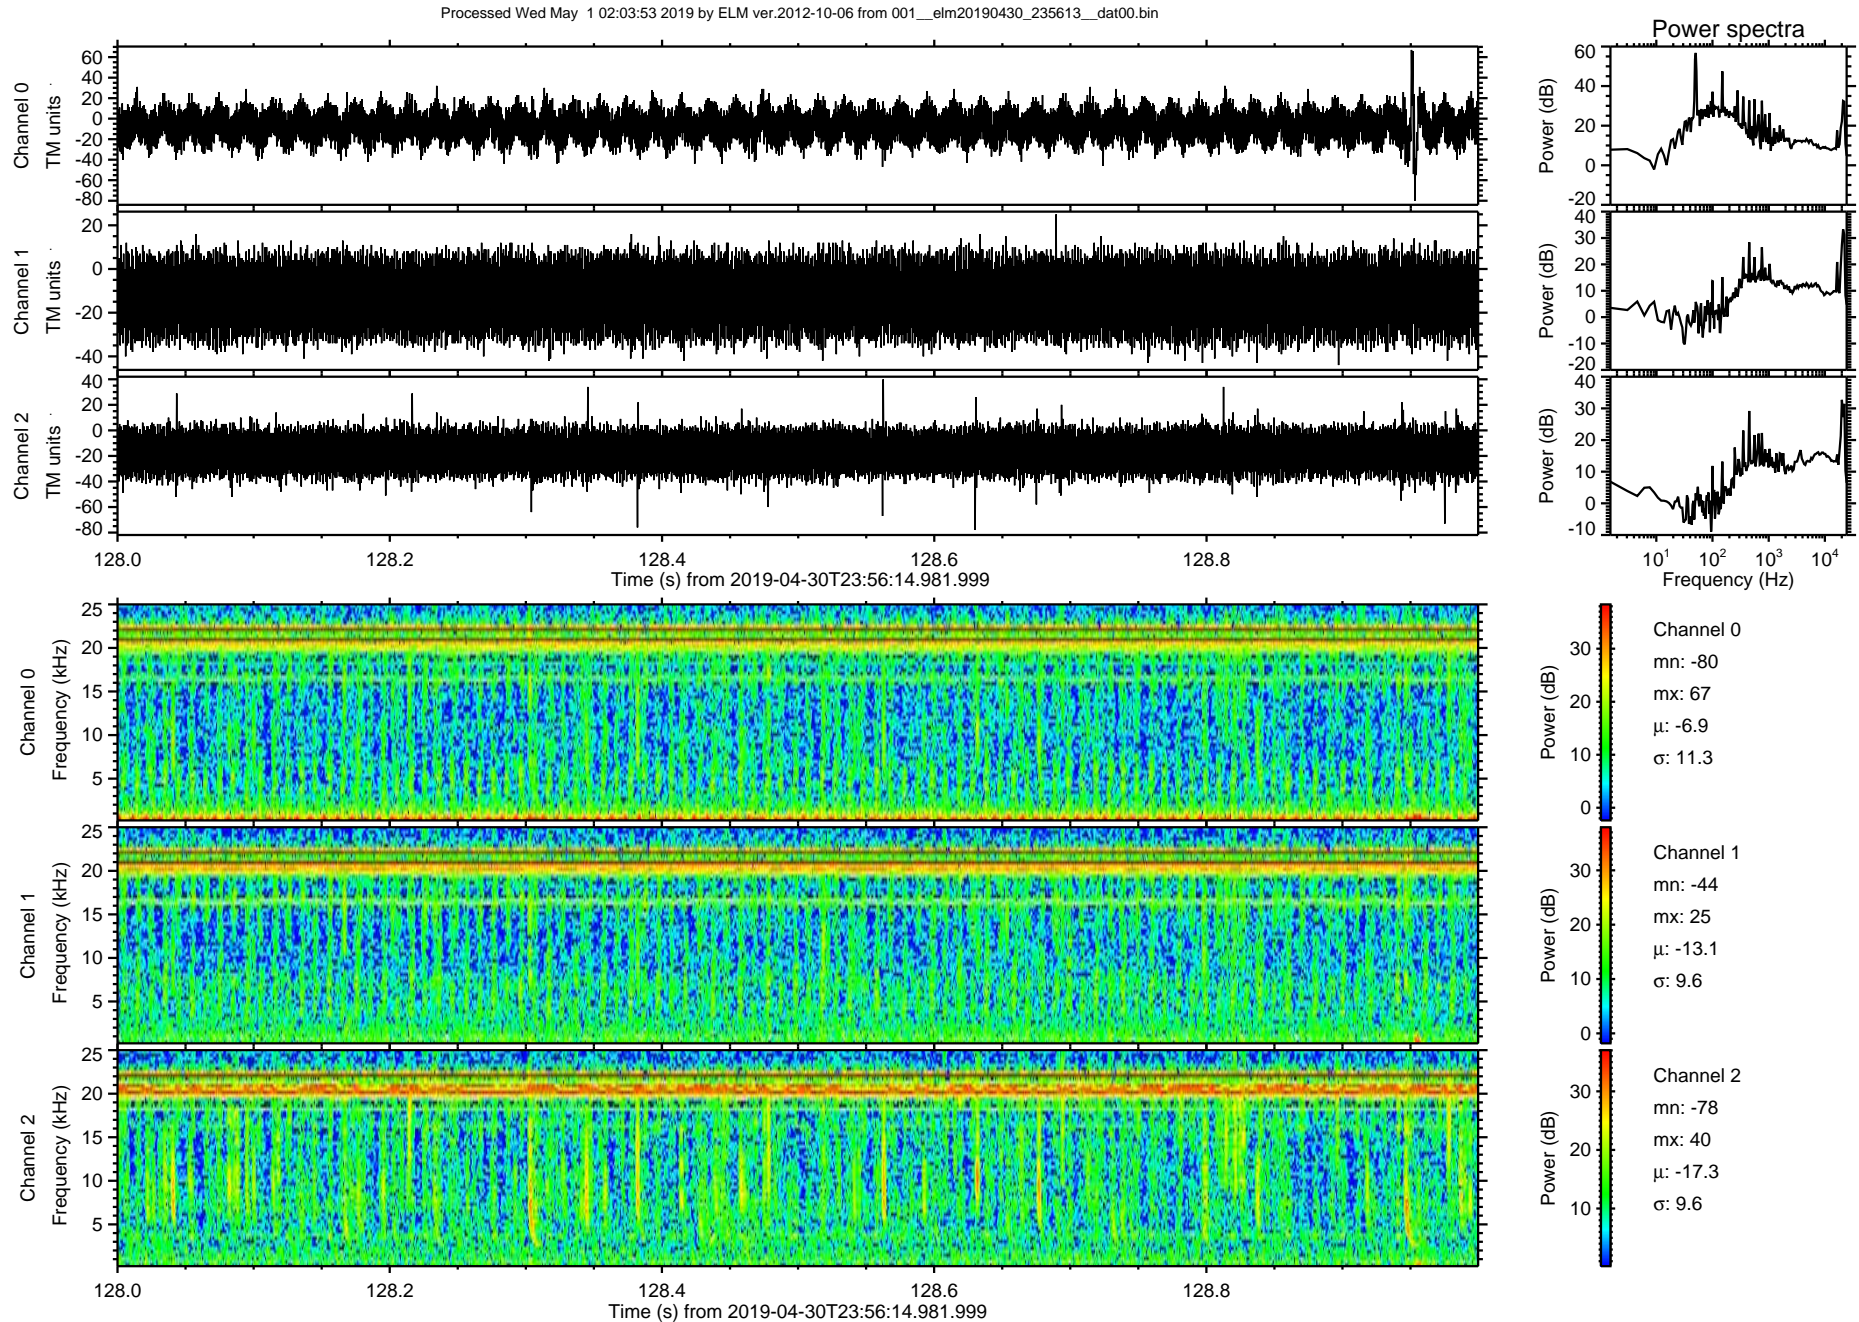 Processed Wed May 1 02:03:53 2019 by ELM ver.2012-10-06 from 001__elm20190430_235613__dat00.bin
Power spectra
Channel 0
TM units
60
40
20
0
-20
-40
-60
-80
Power (dB)
60
40
20
0
-20
Channel 1
TM units
20
0
-20
-40
Power (dB)
40
30
20
10
0
-10
-20
Channel 2
TM units
40
20
0
-20
-40
-60
-80
Power (dB)
40
30
20
10
0
-10
128.0 128.2 128.4 128.6 128.8
Time (s) from 2019-04-30T23:56:14.981.999
10¹ 10² 10³ 10⁴
Frequency (Hz)
Channel 0
Frequency (kHz)
25
20
15
10
5
Power (dB)
30
20
10
0
Channel 0
mn: -80
mx: 67
μ: -6.9
σ: 11.3
Channel 1
Frequency (kHz)
25
20
15
10
5
Power (dB)
30
20
10
0
Channel 1
mn: -44
mx: 25
μ: -13.1
σ: 9.6
Channel 2
Frequency (kHz)
25
20
15
10
5
Power (dB)
30
20
10
Channel 2
mn: -78
mx: 40
μ: -17.3
σ: 9.6
128.0 128.2 128.4 128.6 128.8
Time (s) from 2019-04-30T23:56:14.981.999